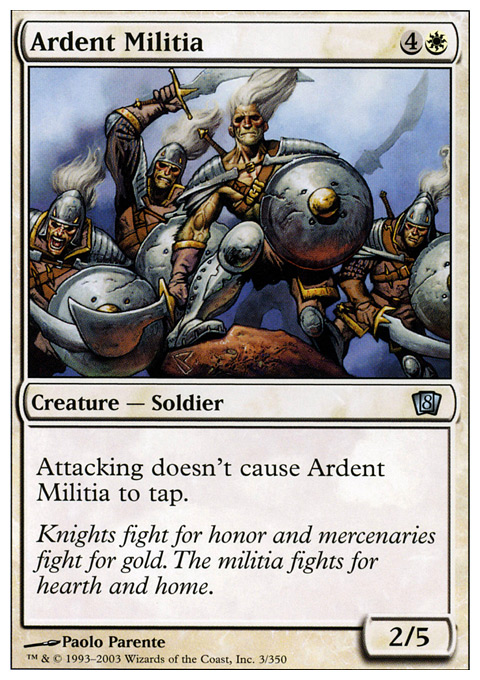 Ardent Militia 4
Creature — Soldier 8
Attacking doesn't cause Ardent
Militia to tap.
Knights fight for honor and mercenaries
fight for gold. The militia fights for
hearth and home.
Paolo Parente
2/5
™ & © 1993–2003 Wizards of the Coast, Inc. 3/350